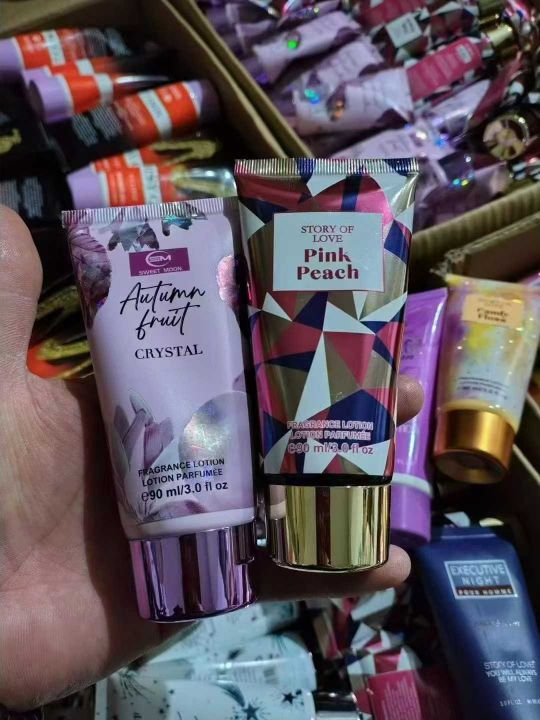 SM
SWEET MOON
Autumn
fruit
CRYSTAL
FRAGRANCE LOTION
LOTION PARFUMÉE
℮90 ml/3.0 fl oz
STORY OF
LOVE
Pink
Peach
FRAGRANCE LOTION
LOTION PARFUMÉE
℮90 ml/3.0 fl oz
Candy
Floss
EXECUTIVE
NIGHT
POUR HOMME
STORY OF LOVE
YOU WILL ALWAYS
BE MY LOVE